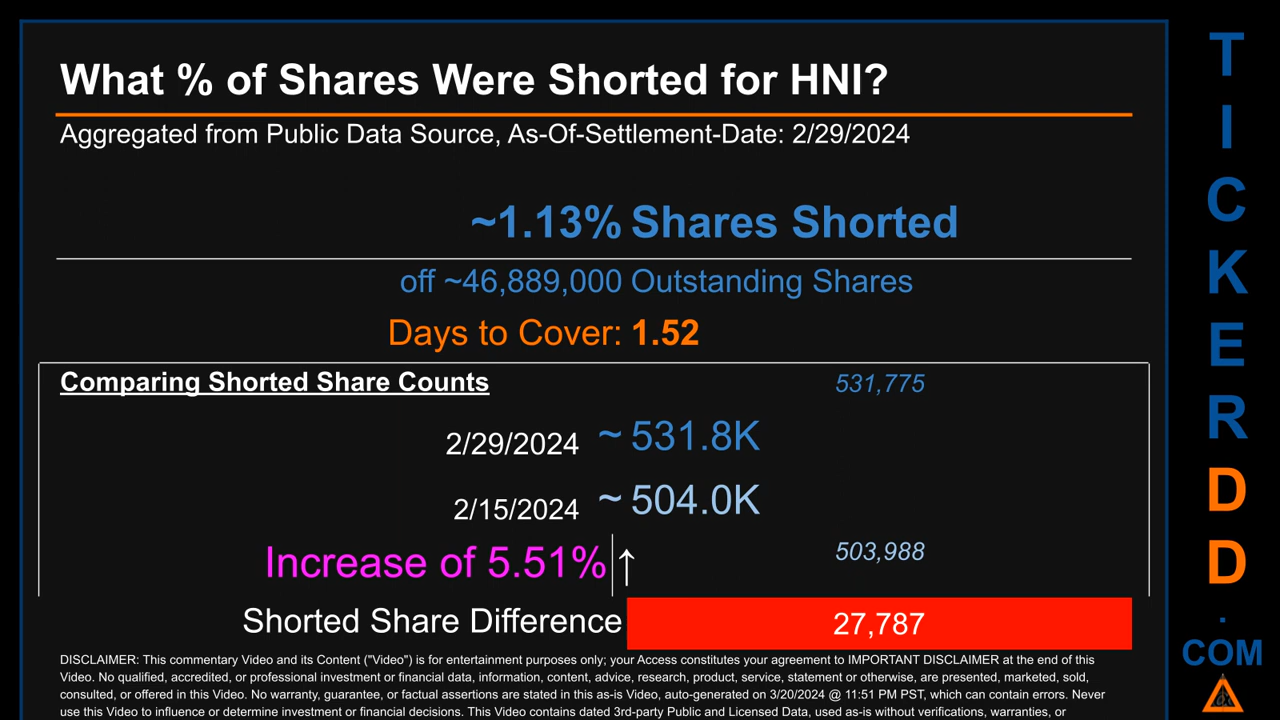 What % of Shares Were Shorted for HNI?
Aggregated from Public Data Source, As-Of-Settlement-Date: 2/29/2024
~1.13% Shares Shorted
off ~46,889,000 Outstanding Shares
Days to Cover: 1.52
Comparing Shorted Share Counts 531,775
2/29/2024 ~ 531.8K
2/15/2024 ~ 504.0K
Increase of 5.51% ↑ 503,988
Shorted Share Difference 27,787
DISCLAIMER: This commentary Video and its Content ("Video") is for entertainment purposes only; your Access constitutes your agreement to IMPORTANT DISCLAIMER at the end of this
Video. No qualified, accredited, or professional investment or financial data, information, content, advice, research, product, service, statement or otherwise, are presented, marketed, sold,
consulted, or offered in this Video. No warranty, guarantee, or factual assertions are stated in this as-is Video, auto-generated on 3/20/2024 @ 11:51 PM PST, which can contain errors. Never
use this Video to influence or determine investment or financial decisions. This Video contains dated 3rd-party Public and Licensed Data, used as-is without verifications, warranties, or
T
I
C
K
E
R
D
D
.
COM